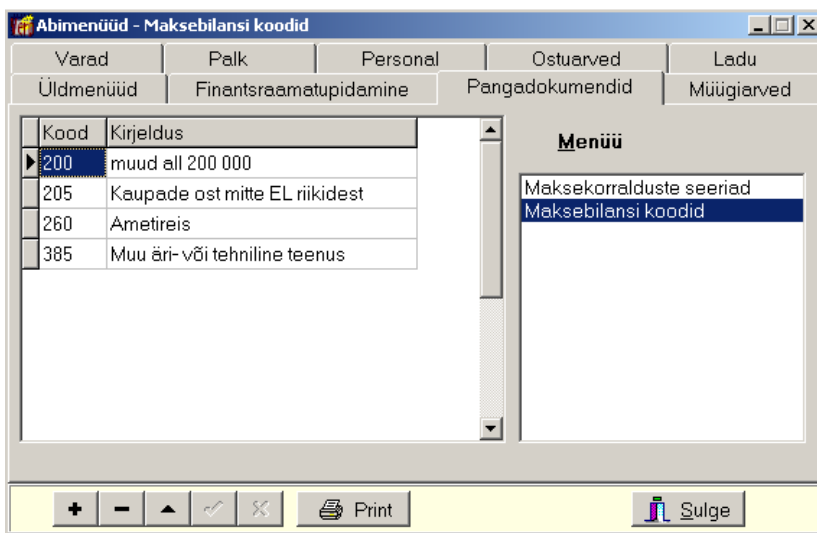 Abimenüüd - Maksebilansi koodid
Varad Palk Personal Ostuarved Ladu
Üldmenüüd Finantsraamatupidamine Pangadokumendid Müügiarved
Kood Kirjeldus
200 muud all 200 000
205 Kaupade ost mitte EL riikidest
260 Ametireis
385 Muu äri- või tehniline teenus
Menüü
Maksekorralduste seeriad
Maksebilansi koodid
Print
Sulge